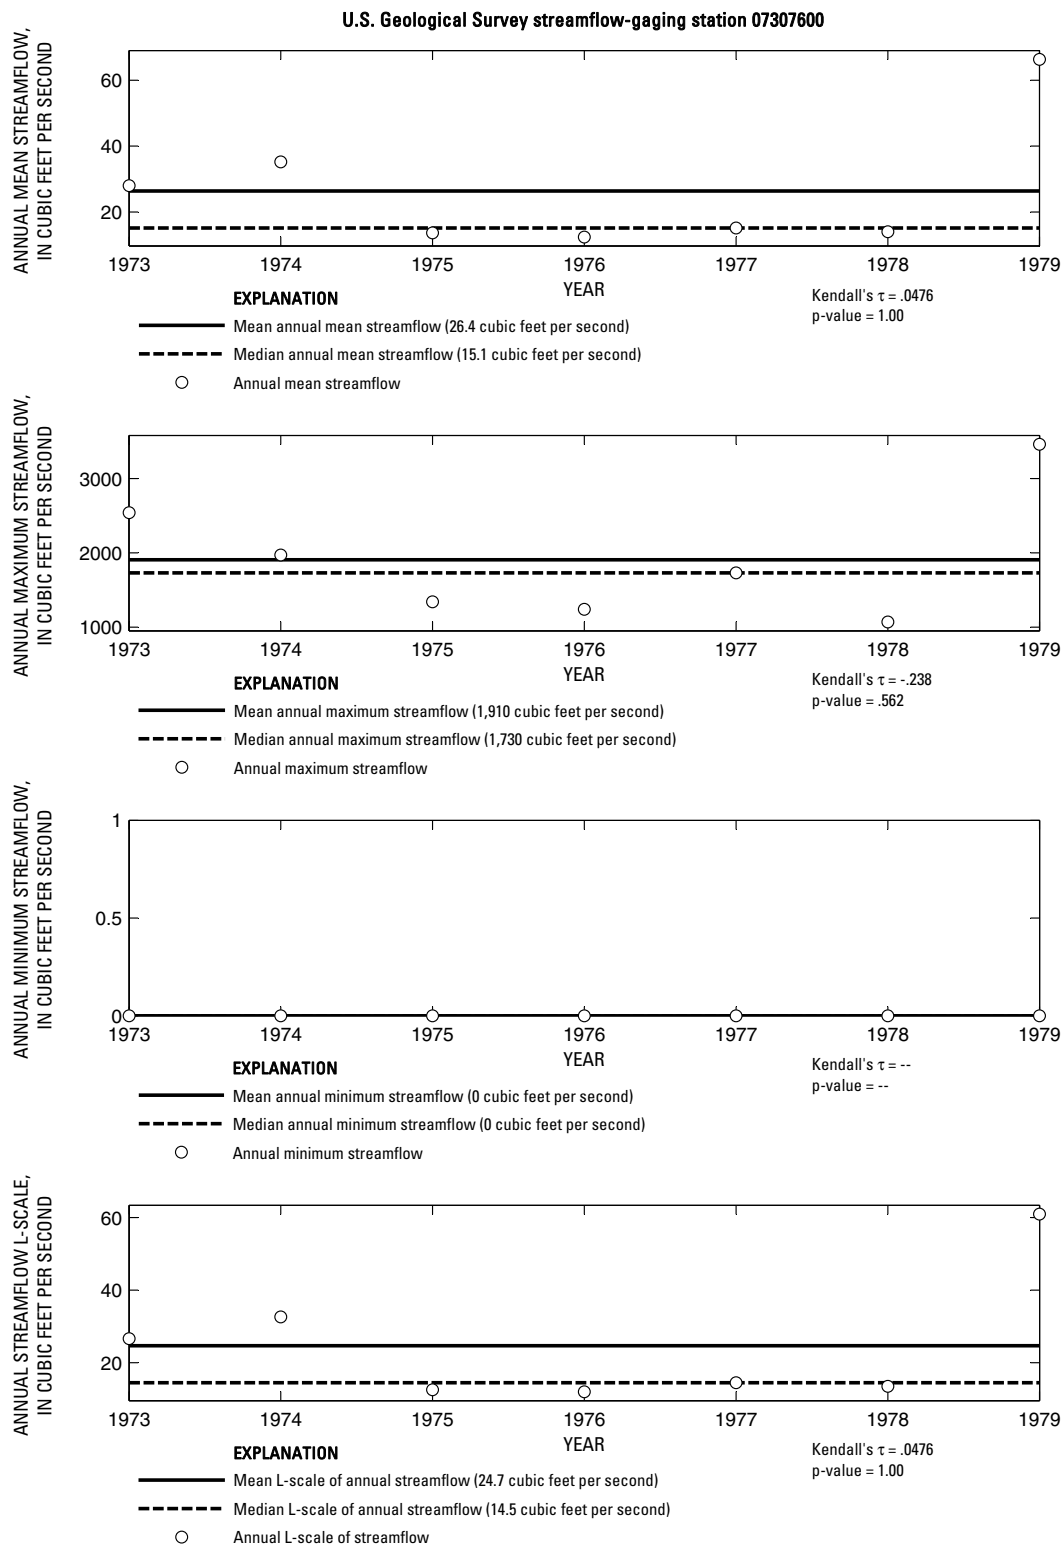 U.S. Geological Survey streamflow-gaging station 07307600
ANNUAL MEAN STREAMFLOW,
IN CUBIC FEET PER SECOND
60
40
20
1973 1974 1975 1976 1977 1978 1979
YEAR
EXPLANATION
Mean annual mean streamflow (26.4 cubic feet per second)
Median annual mean streamflow (15.1 cubic feet per second)
Annual mean streamflow
Kendall's τ = .0476
p-value = 1.00
ANNUAL MAXIMUM STREAMFLOW,
IN CUBIC FEET PER SECOND
3000
2000
1000
1973 1974 1975 1976 1977 1978 1979
YEAR
EXPLANATION
Mean annual maximum streamflow (1,910 cubic feet per second)
Median annual maximum streamflow (1,730 cubic feet per second)
Annual maximum streamflow
Kendall's τ = -.238
p-value = .562
ANNUAL MINIMUM STREAMFLOW,
IN CUBIC FEET PER SECOND
1
0.5
0
1973 1974 1975 1976 1977 1978 1979
YEAR
EXPLANATION
Mean annual minimum streamflow (0 cubic feet per second)
Median annual minimum streamflow (0 cubic feet per second)
Annual minimum streamflow
Kendall's τ = --
p-value = --
ANNUAL STREAMFLOW L-SCALE,
IN CUBIC FEET PER SECOND
60
40
20
1973 1974 1975 1976 1977 1978 1979
YEAR
EXPLANATION
Mean L-scale of annual streamflow (24.7 cubic feet per second)
Median L-scale of annual streamflow (14.5 cubic feet per second)
Annual L-scale of streamflow
Kendall's τ = .0476
p-value = 1.00